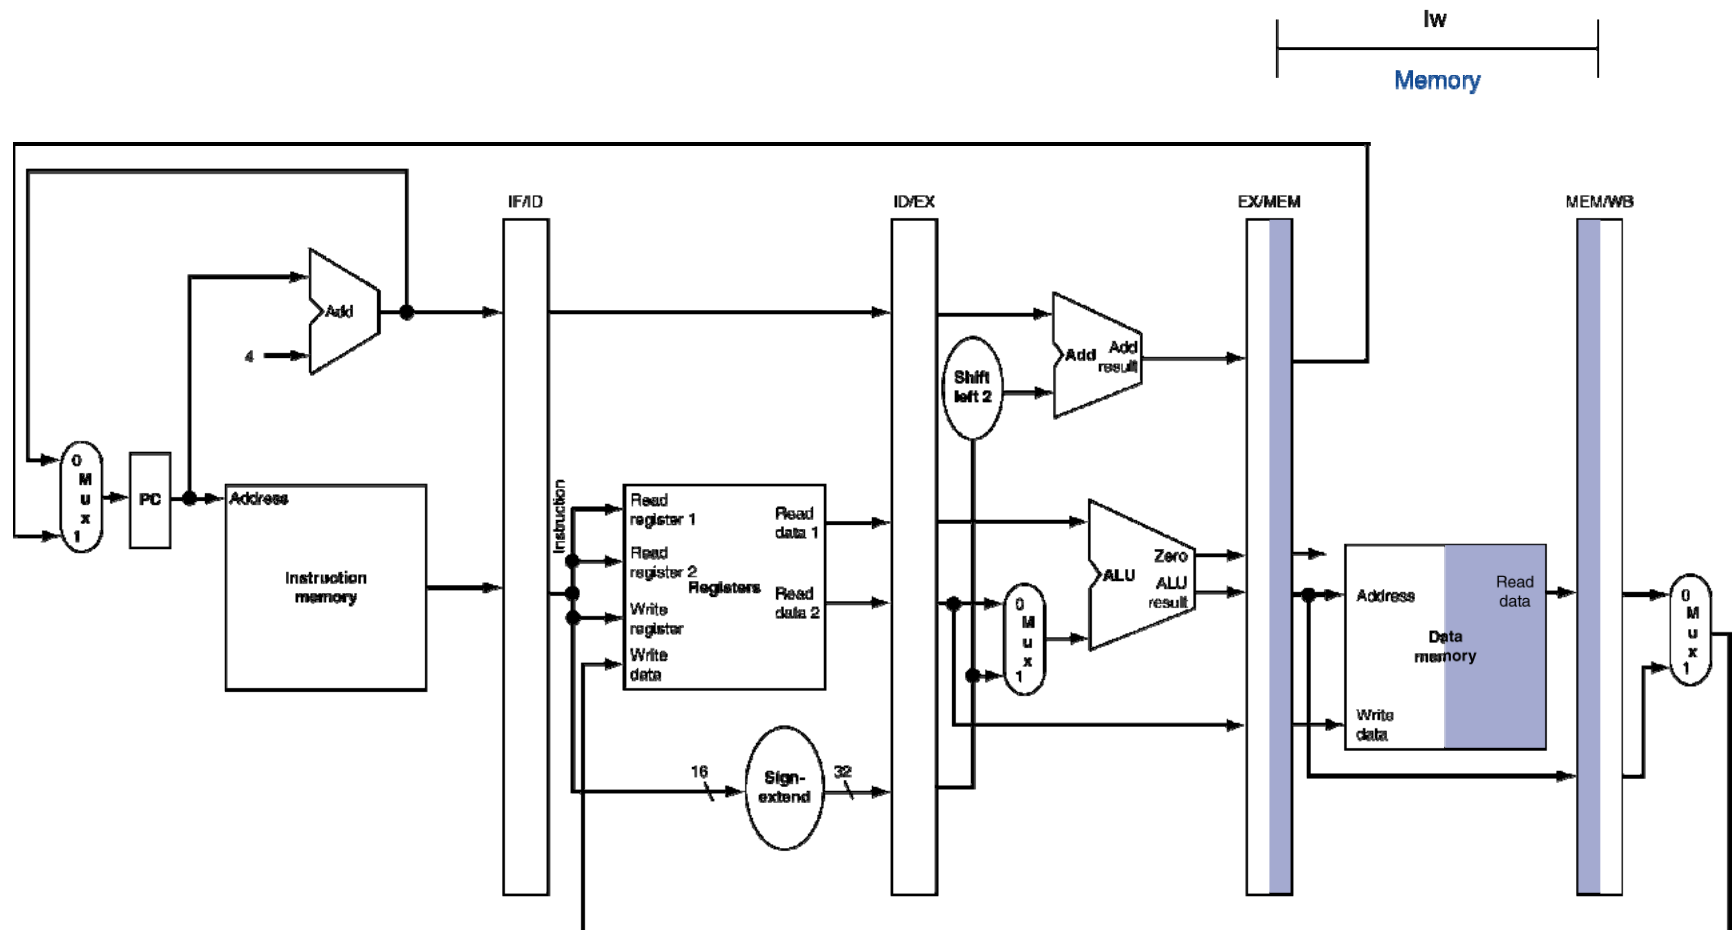 lw
Memory
IF/ID
ID/EX
EX/MEM
MEM/WB
Add
4
Add
Add
result
Shift
left 2
0
M
u
x
1
PC
Address
Instruction
memory
Instruction
Read
register 1
Read
register 2
Registers
Write
register
Write
data
Read
data 1
Read
data 2
16
Sign-
extend
32
0
M
u
x
1
Zero
ALU
ALU
result
Address
Read
data
Data
memory
Write
data
0
M
u
x
1